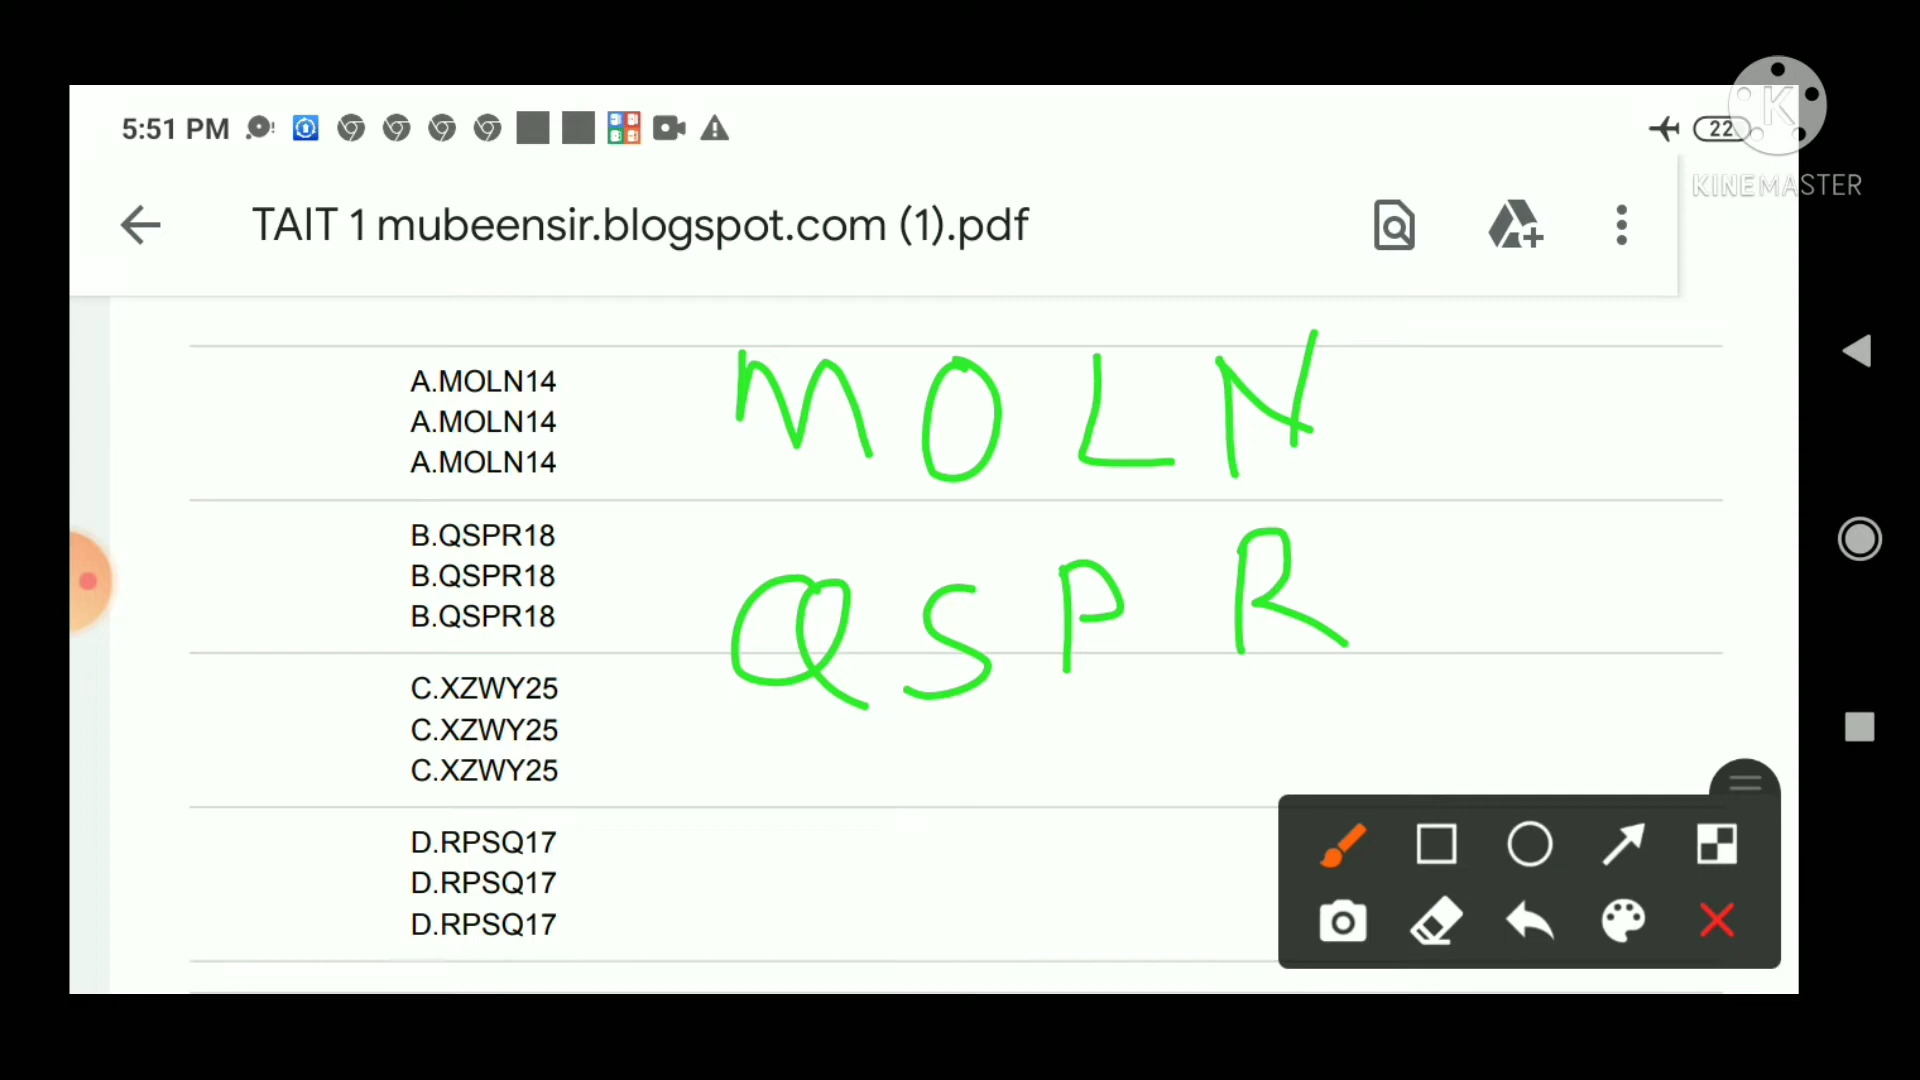 5:51 PM
22
K
KINEMASTER
TAIT 1 mubeensir.blogspot.com (1).pdf
A.MOLN14
A.MOLN14
A.MOLN14
MOLN
B.QSPR18
B.QSPR18
B.QSPR18
QSPR
C.XZWY25
C.XZWY25
C.XZWY25
D.RPSQ17
D.RPSQ17
D.RPSQ17